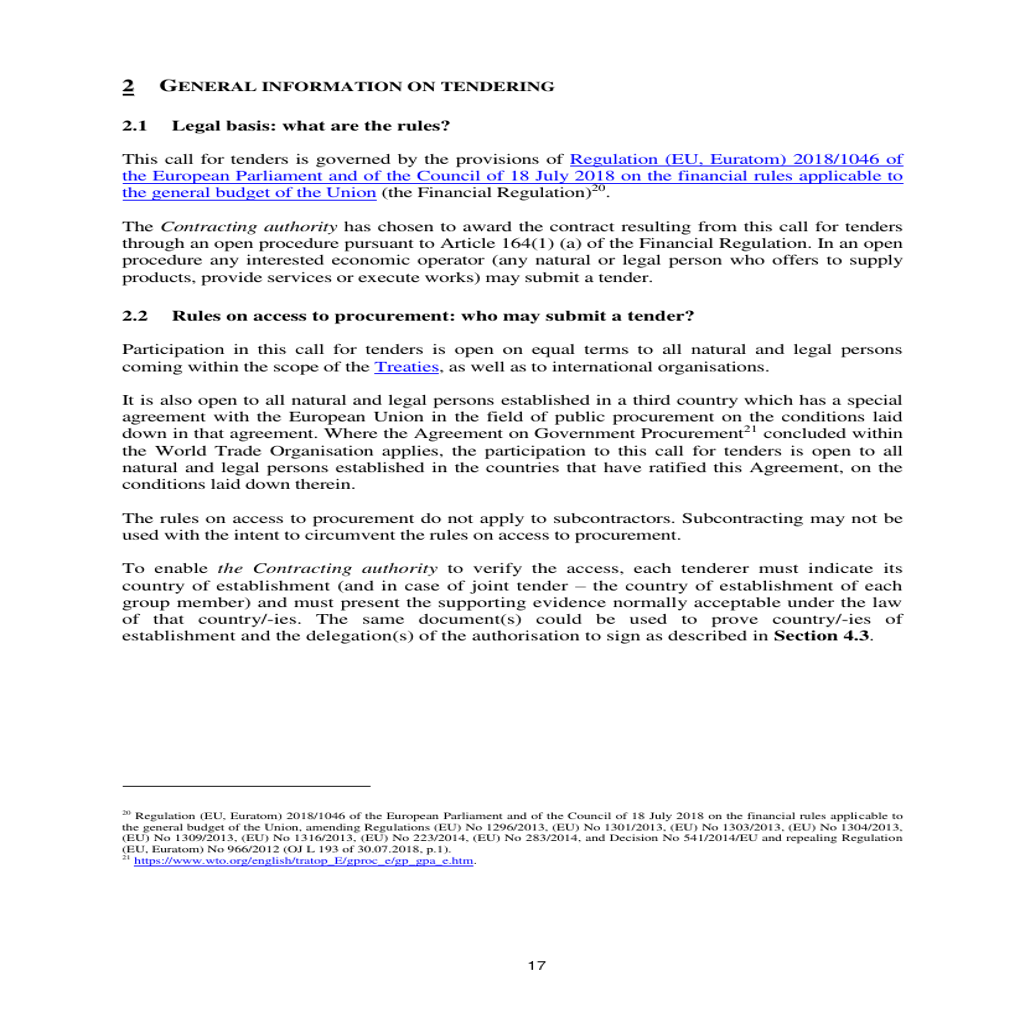 2 GENERAL INFORMATION ON TENDERING
2.1 Legal basis: what are the rules?
This call for tenders is governed by the provisions of Regulation (EU, Euratom) 2018/1046 of
the European Parliament and of the Council of 18 July 2018 on the financial rules applicable to
the general budget of the Union (the Financial Regulation)20.
The Contracting authority has chosen to award the contract resulting from this call for tenders
through an open procedure pursuant to Article 164(1) (a) of the Financial Regulation. In an open
procedure any interested economic operator (any natural or legal person who offers to supply
products, provide services or execute works) may submit a tender.
2.2 Rules on access to procurement: who may submit a tender?
Participation in this call for tenders is open on equal terms to all natural and legal persons
coming within the scope of the Treaties, as well as to international organisations.
It is also open to all natural and legal persons established in a third country which has a special
agreement with the European Union in the field of public procurement on the conditions laid
down in that agreement. Where the Agreement on Government Procurement21 concluded within
the World Trade Organisation applies, the participation to this call for tenders is open to all
natural and legal persons established in the countries that have ratified this Agreement, on the
conditions laid down therein.
The rules on access to procurement do not apply to subcontractors. Subcontracting may not be
used with the intent to circumvent the rules on access to procurement.
To enable the Contracting authority to verify the access, each tenderer must indicate its
country of establishment (and in case of joint tender – the country of establishment of each
group member) and must present the supporting evidence normally acceptable under the law
of that country/-ies. The same document(s) could be used to prove country/-ies of
establishment and the delegation(s) of the authorisation to sign as described in Section 4.3.
20 Regulation (EU, Euratom) 2018/1046 of the European Parliament and of the Council of 18 July 2018 on the financial rules applicable to
the general budget of the Union, amending Regulations (EU) No 1296/2013, (EU) No 1301/2013, (EU) No 1303/2013, (EU) No 1304/2013,
(EU) No 1309/2013, (EU) No 1316/2013, (EU) No 223/2014, (EU) No 283/2014, and Decision No 541/2014/EU and repealing Regulation
(EU, Euratom) No 966/2012 (OJ L 193 of 30.07.2018, p.1).
21 https://www.wto.org/english/tratop_E/gproc_e/gp_gpa_e.htm.
17